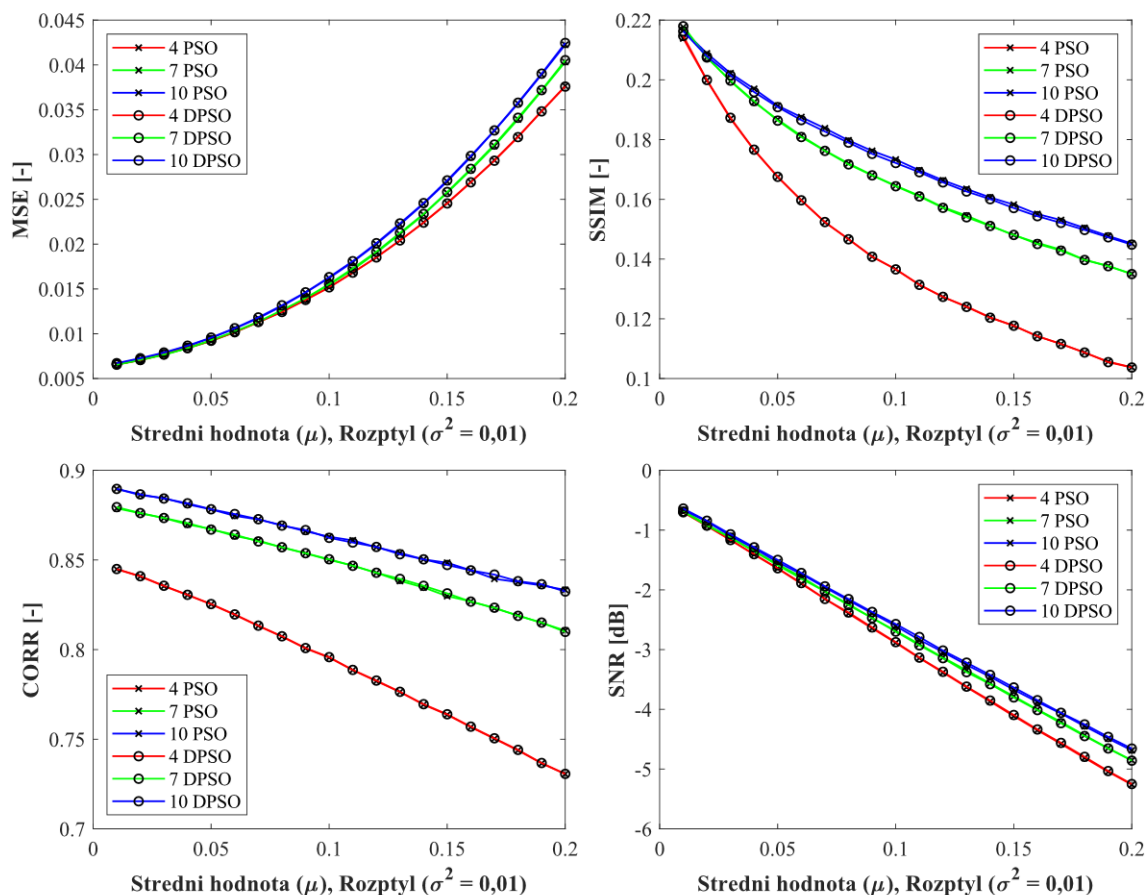 0.045
0.04
0.035
0.03
0.025
0.02
0.015
0.01
0.005
MSE [-]
4 PSO
7 PSO
10 PSO
4 DPSO
7 DPSO
10 DPSO
0 0.05 0.1 0.15 0.2
Stredni hodnota (μ), Rozptyl (σ² = 0,01)
0.22
0.2
0.18
0.16
0.14
0.12
0.1
SSIM [-]
4 PSO
7 PSO
10 PSO
4 DPSO
7 DPSO
10 DPSO
0 0.05 0.1 0.15 0.2
Stredni hodnota (μ), Rozptyl (σ² = 0,01)
0.9
0.85
0.8
0.75
0.7
CORR [-]
4 PSO
7 PSO
10 PSO
4 DPSO
7 DPSO
10 DPSO
0 0.05 0.1 0.15 0.2
Stredni hodnota (μ), Rozptyl (σ² = 0,01)
0
-1
-2
-3
-4
-5
-6
SNR [dB]
4 PSO
7 PSO
10 PSO
4 DPSO
7 DPSO
10 DPSO
0 0.05 0.1 0.15 0.2
Stredni hodnota (μ), Rozptyl (σ² = 0,01)